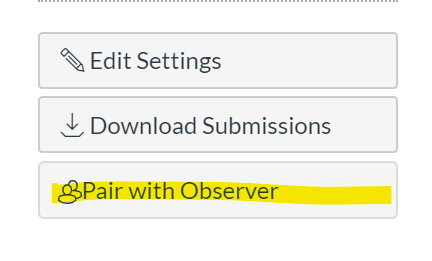 Edit Settings
Download Submissions
Pair with Observer